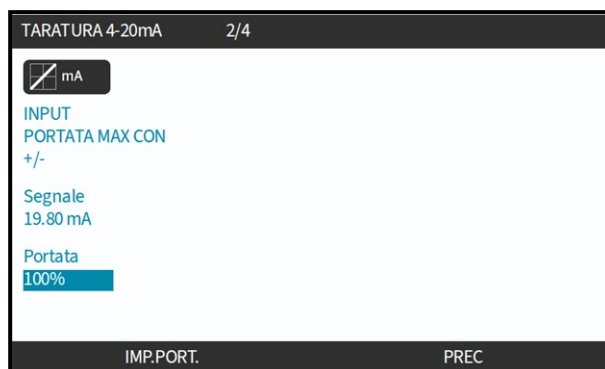 TARATURA 4-20mA 2/4
mA
INPUT
PORTATA MAX CON
+/-
Segnale
19.80 mA
Portata
100%
IMP.PORT. PREC